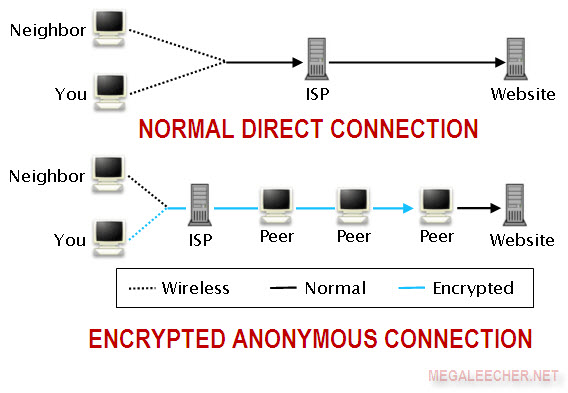 Neighbor
You
ISP
Website
NORMAL DIRECT CONNECTION
Neighbor
You
ISP
Peer
Peer
Peer
Website
Wireless
Normal
Encrypted
ENCRYPTED ANONYMOUS CONNECTION
MEGALEECHER.NET